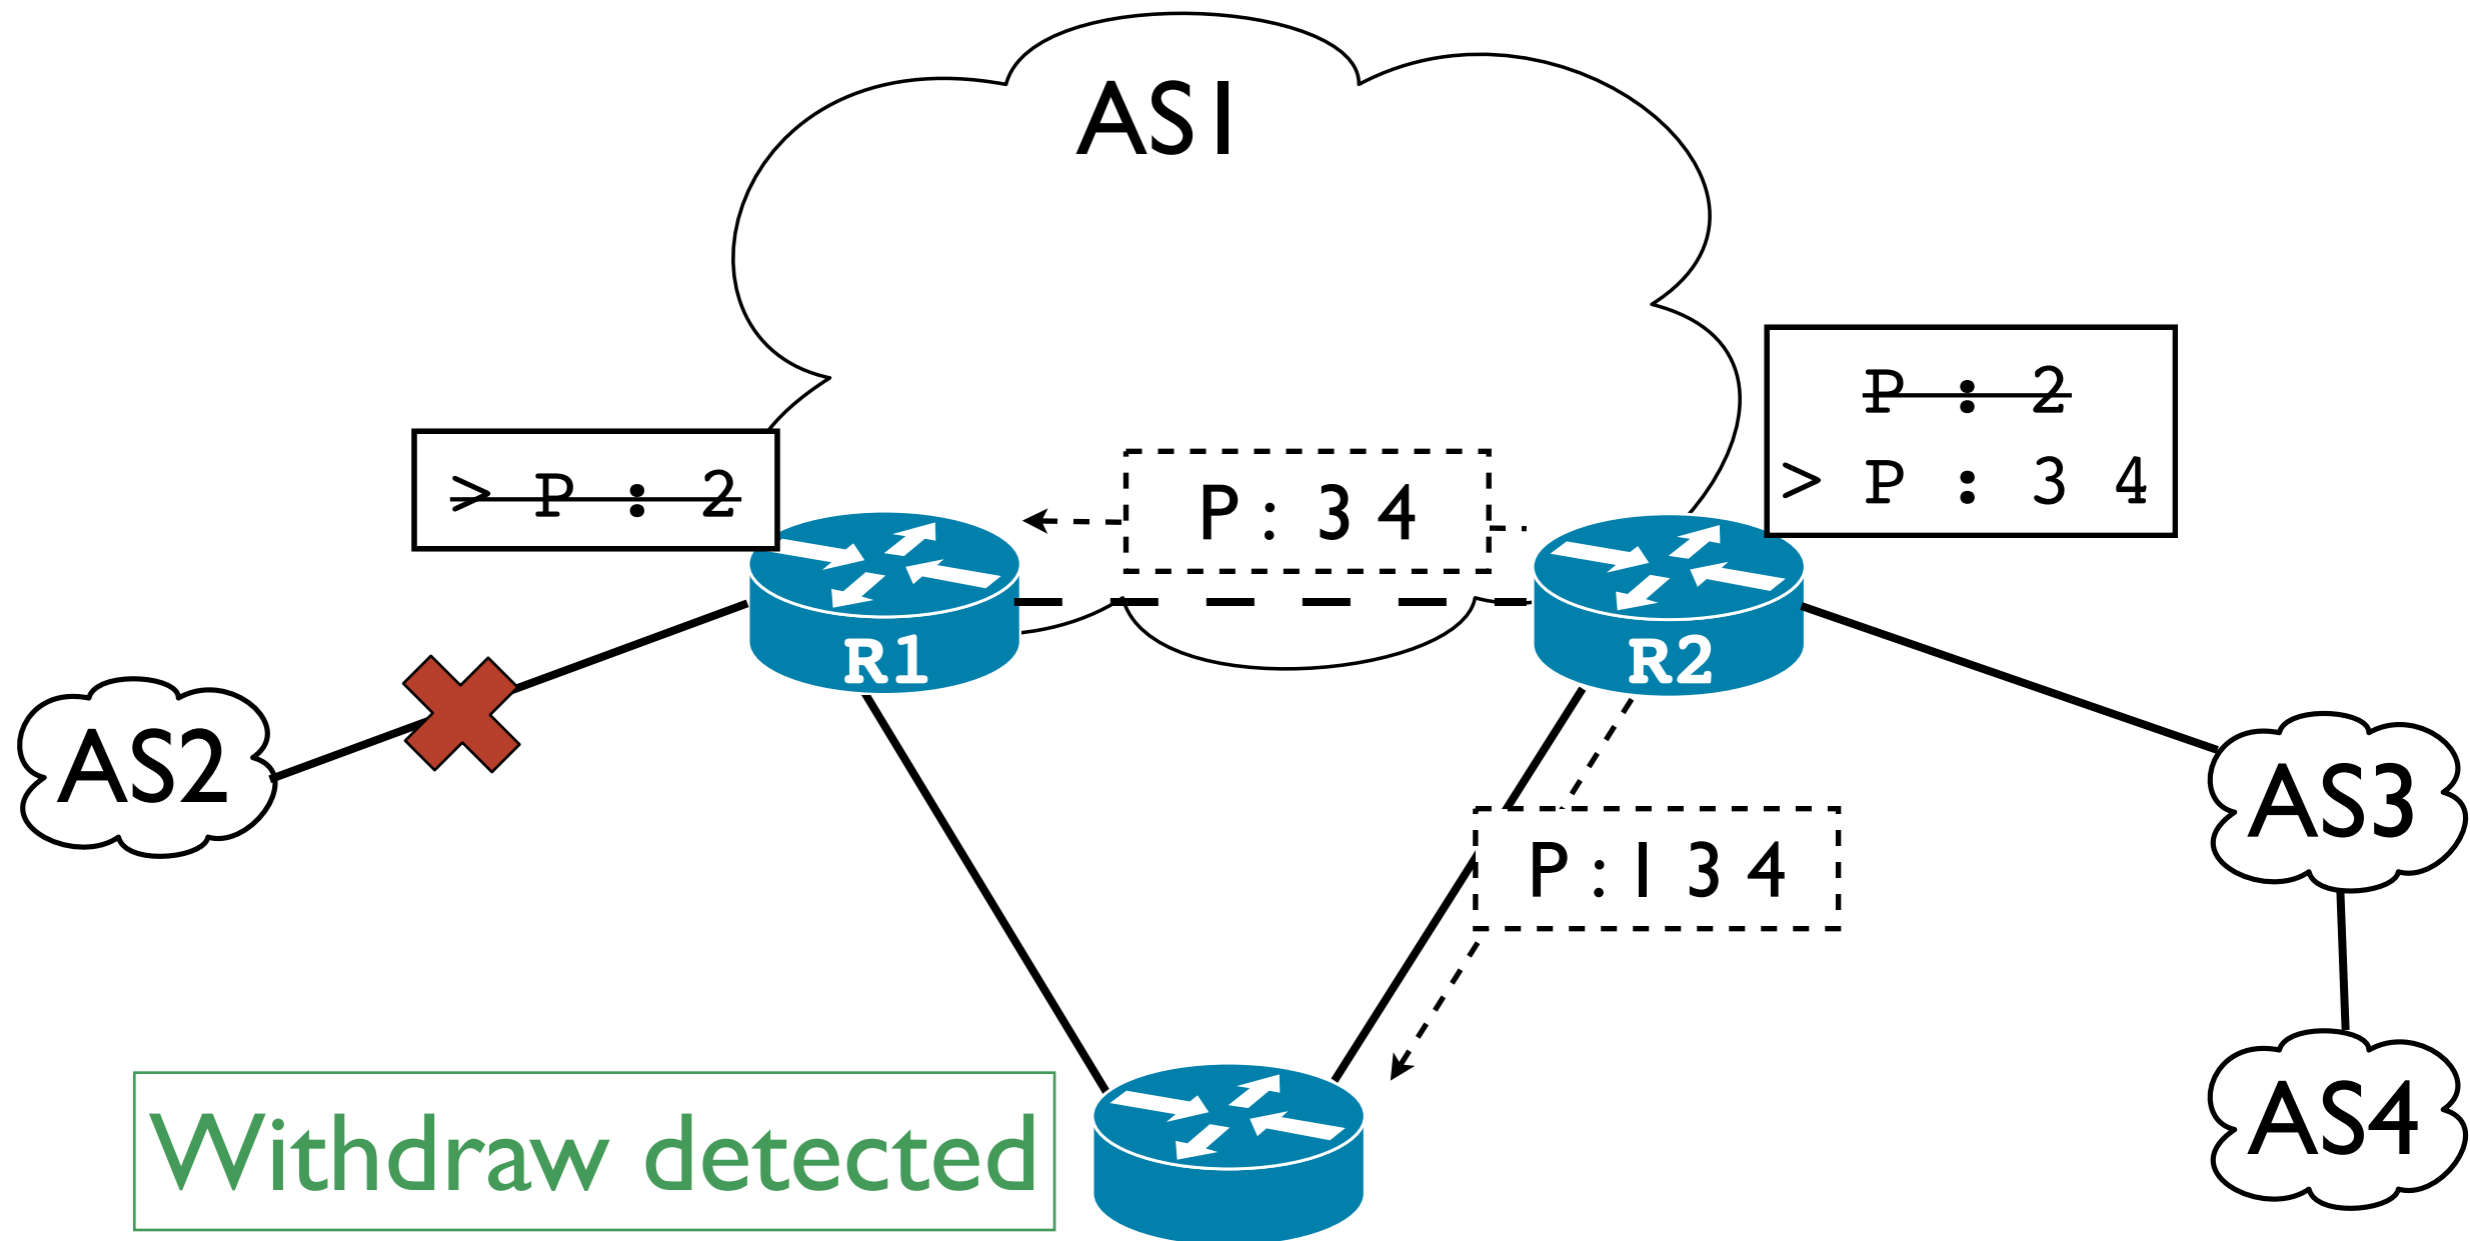 AS1
P : 2
> P : 3 4
> P : 2
P : 3 4
R1
R2
AS2
AS3
P : 1 3 4
AS4
Withdraw detected